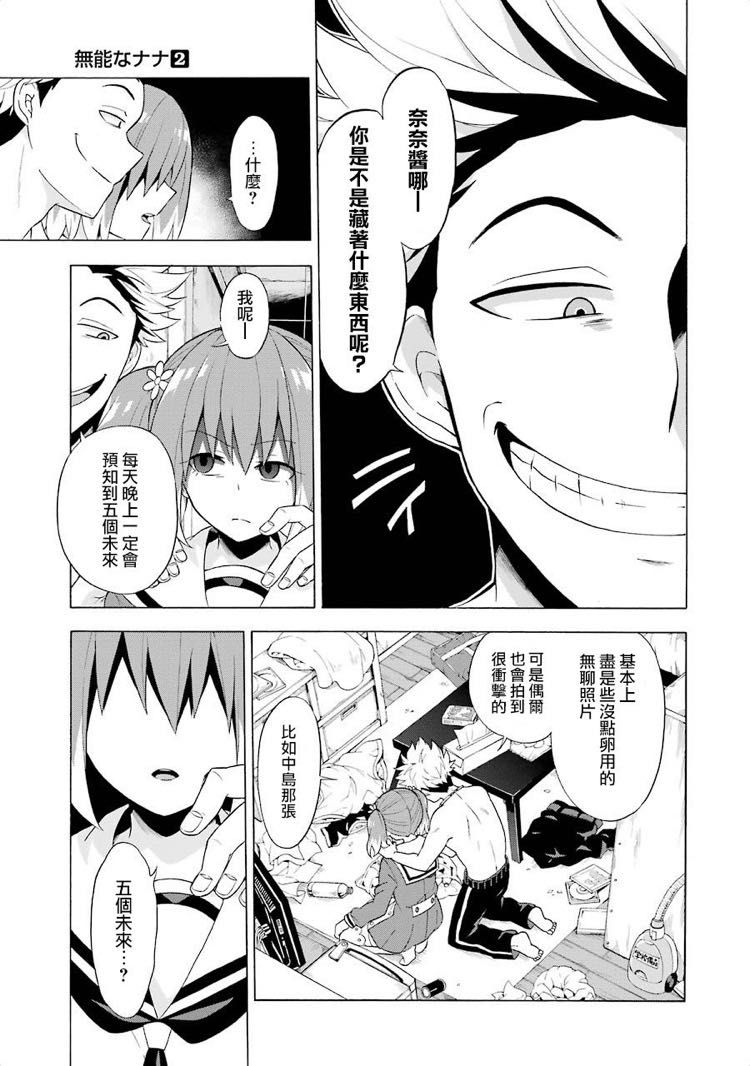 無能なナナ2
奈奈醬哪ー
你是不是藏著什麼東西呢？
…什麼？
我呢ー
每天晚上一定會
預知到五個未來
基本上
盡是些沒點卵用的
無聊照片
可是偶爾
也會拍到
很衝擊的
比如中島那張
五個未來…？